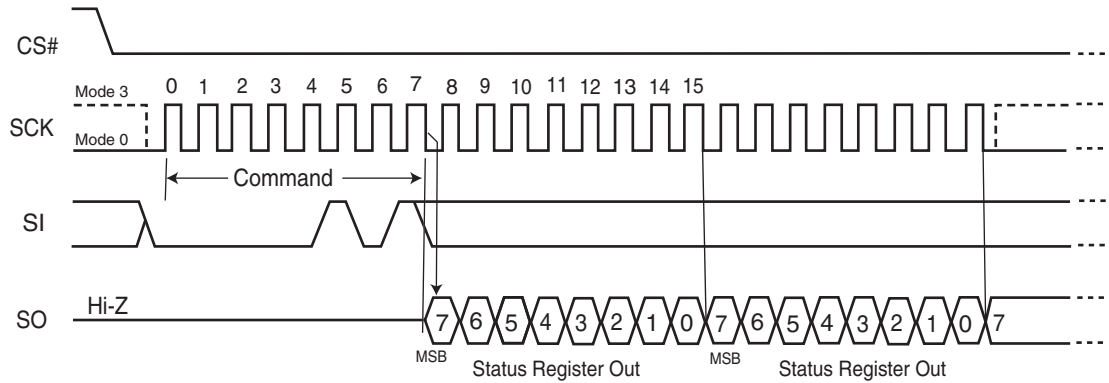 CS#
Mode 3
0 1 2 3 4 5 6 7 8 9 10 11 12 13 14 15
SCK
Mode 0
Command
SI
Hi-Z
SO
7 6 5 4 3 2 1 0 7 6 5 4 3 2 1 0 7
MSB Status Register Out MSB Status Register Out